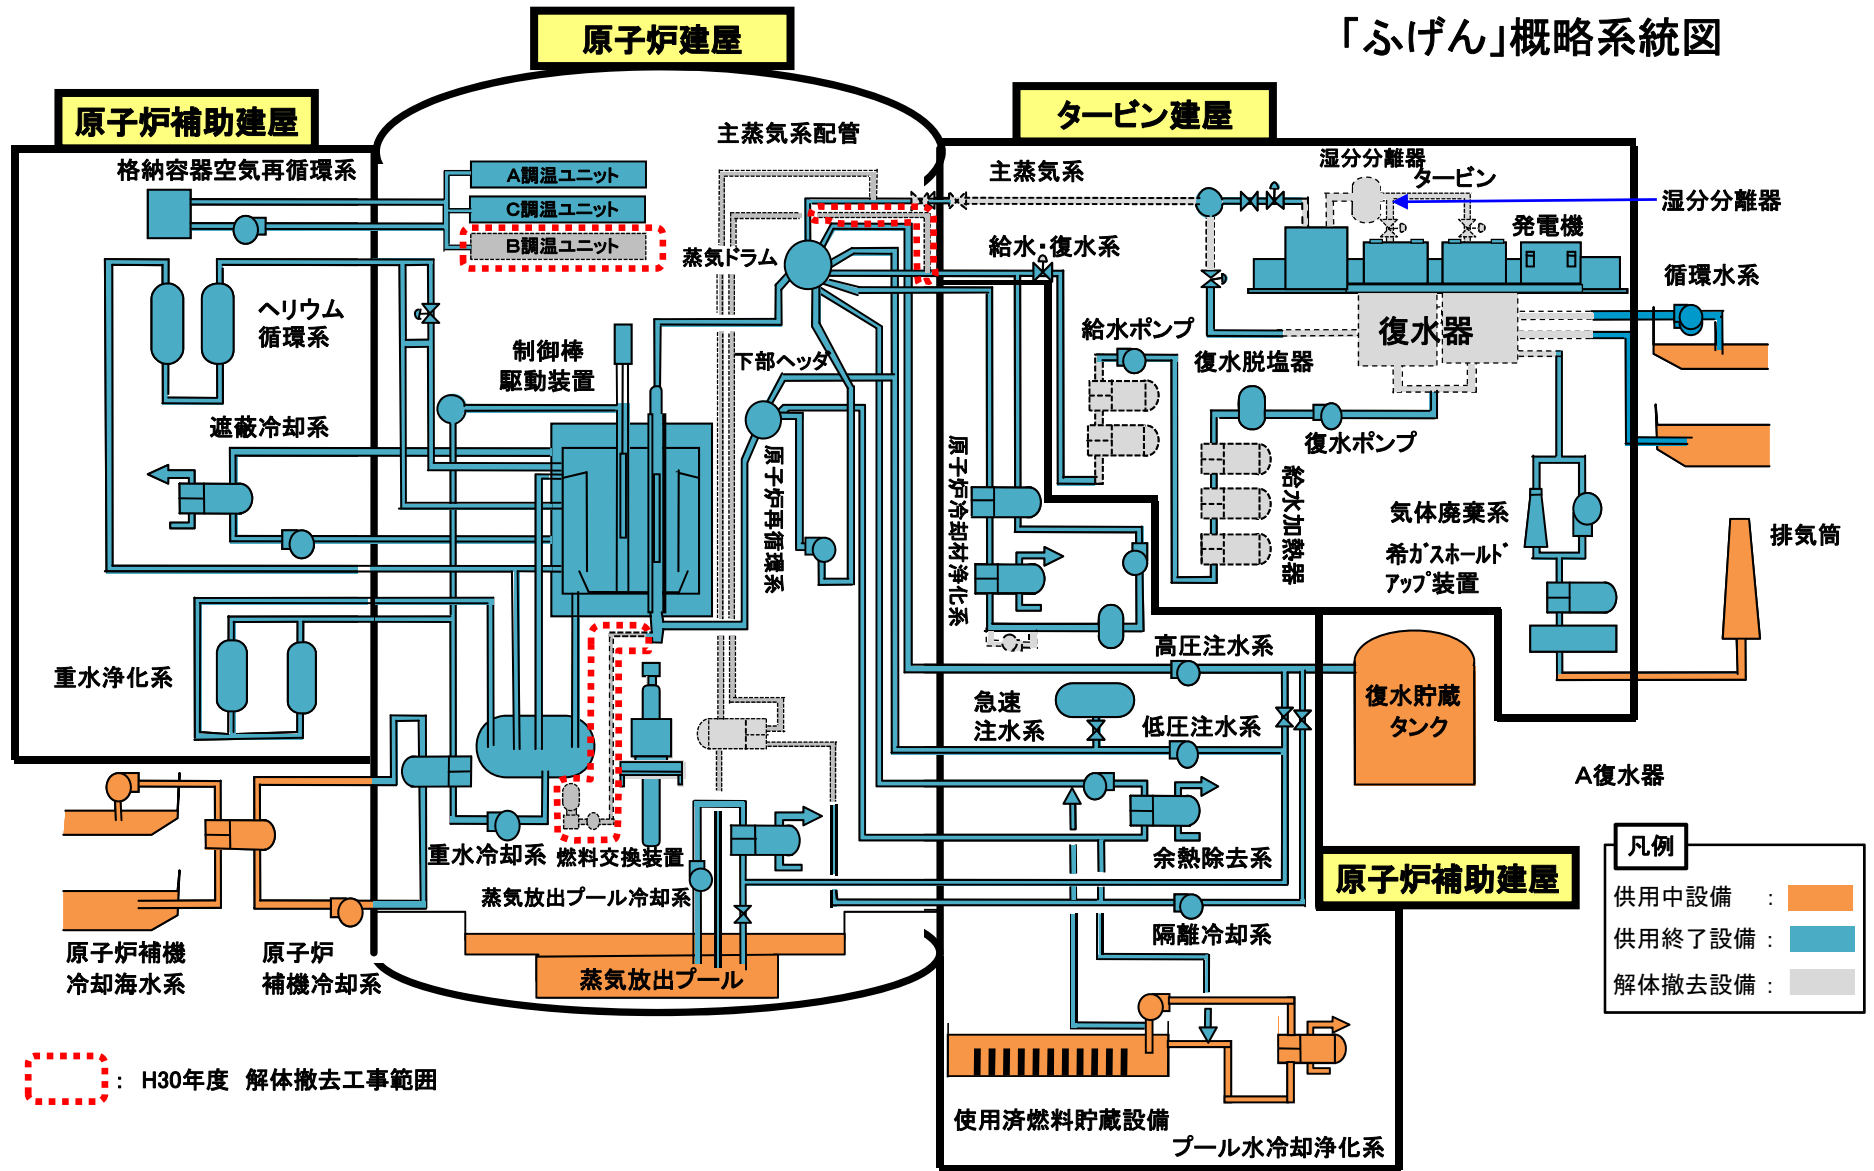 「ふげん」概略系統図
原子炉建屋
原子炉補助建屋
タービン建屋
格納容器空気再循環系
A調温ユニット
C調温ユニット
B調温ユニット
主蒸気系配管
蒸気ドラム
ヘリウム
循環系
制御棒
駆動装置
下部ヘッダ
遮蔽冷却系
原子炉再循環系
重水浄化系
重水冷却系
燃料交換装置
蒸気放出プール冷却系
蒸気放出プール
原子炉補機
冷却海水系
原子炉
補機冷却系
主蒸気系
湿分分離器
タービン
湿分分離器
発電機
給水・復水系
循環水系
給水ポンプ
復水脱塩器
復水器
復水ポンプ
原子炉冷却材浄化系
給水加熱器
気体廃棄系
希ガスホールド
アップ装置
排気筒
高圧注水系
急速
注水系
低圧注水系
復水貯蔵
タンク
A復水器
余熱除去系
原子炉補助建屋
隔離冷却系
使用済燃料貯蔵設備
プール水冷却浄化系
凡例
供用中設備 :
供用終了設備 :
解体撤去設備 :
: H30年度 解体撤去工事範囲